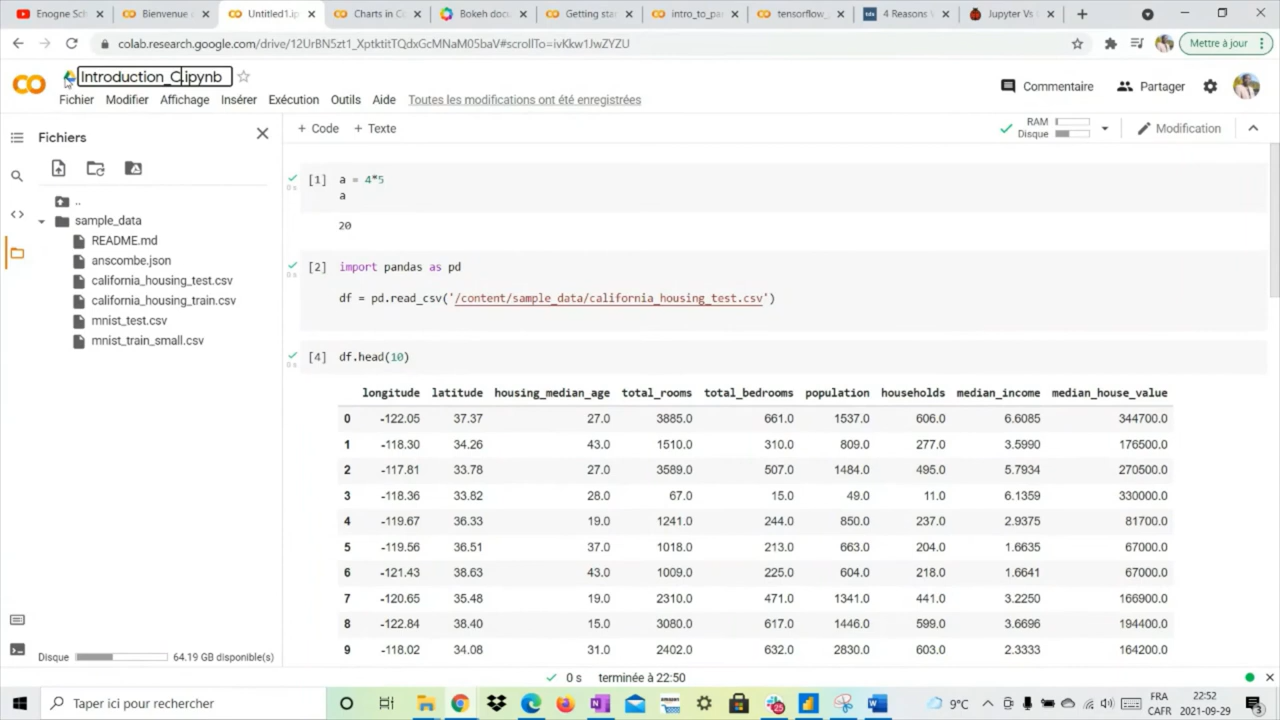 Enogne Sch
Bienvenue
Untitled1.ip
Charts in C
Bokeh doc
Getting sta
intro_to_pa
tensorflow_
4 Reasons V
Jupyter Vs
colab.research.google.com/drive/12UrBN5zt1_XptktitTQdxGcMNaM05baV#scrollTo=ivKkw1JwZYZU
Mettre à jour
CO
Introduction_C.ipynb
Fichier Modifier Affichage Insérer Exécution Outils Aide Toutes les modifications ont été enregistrées
Commentaire
Partager
Fichiers
+ Code + Texte
RAM
Disque
Modification
..
sample_data
README.md
anscombe.json
california_housing_test.csv
california_housing_train.csv
mnist_test.csv
mnist_train_small.csv
Disque 64.19 GB disponible(s)
0 s
[1] a = 4*5
a
20
0 s
[2] import pandas as pd
df = pd.read_csv('/content/sample_data/california_housing_test.csv')
0 s
[4] df.head(10)
longitude latitude housing_median_age total_rooms total_bedrooms population households median_income median_house_value
0 -122.05 37.37 27.0 3885.0 661.0 1537.0 606.0 6.6085 344700.0
1 -118.30 34.26 43.0 1510.0 310.0 809.0 277.0 3.5990 176500.0
2 -117.81 33.78 27.0 3589.0 507.0 1484.0 495.0 5.7934 270500.0
3 -118.36 33.82 28.0 67.0 15.0 49.0 11.0 6.1359 330000.0
4 -119.67 36.33 19.0 1241.0 244.0 850.0 237.0 2.9375 81700.0
5 -119.56 36.51 37.0 1018.0 213.0 663.0 204.0 1.6635 67000.0
6 -121.43 38.63 43.0 1009.0 225.0 604.0 218.0 1.6641 67000.0
7 -120.65 35.48 19.0 2310.0 471.0 1341.0 441.0 3.2250 166900.0
8 -122.84 38.40 15.0 3080.0 617.0 1446.0 599.0 3.6696 194400.0
9 -118.02 34.08 31.0 2402.0 632.0 2830.0 603.0 2.3333 164200.0
0 s terminée à 22:50
Taper ici pour rechercher
25
9°C
FRA
CAFR
22:52
2021-09-29
3